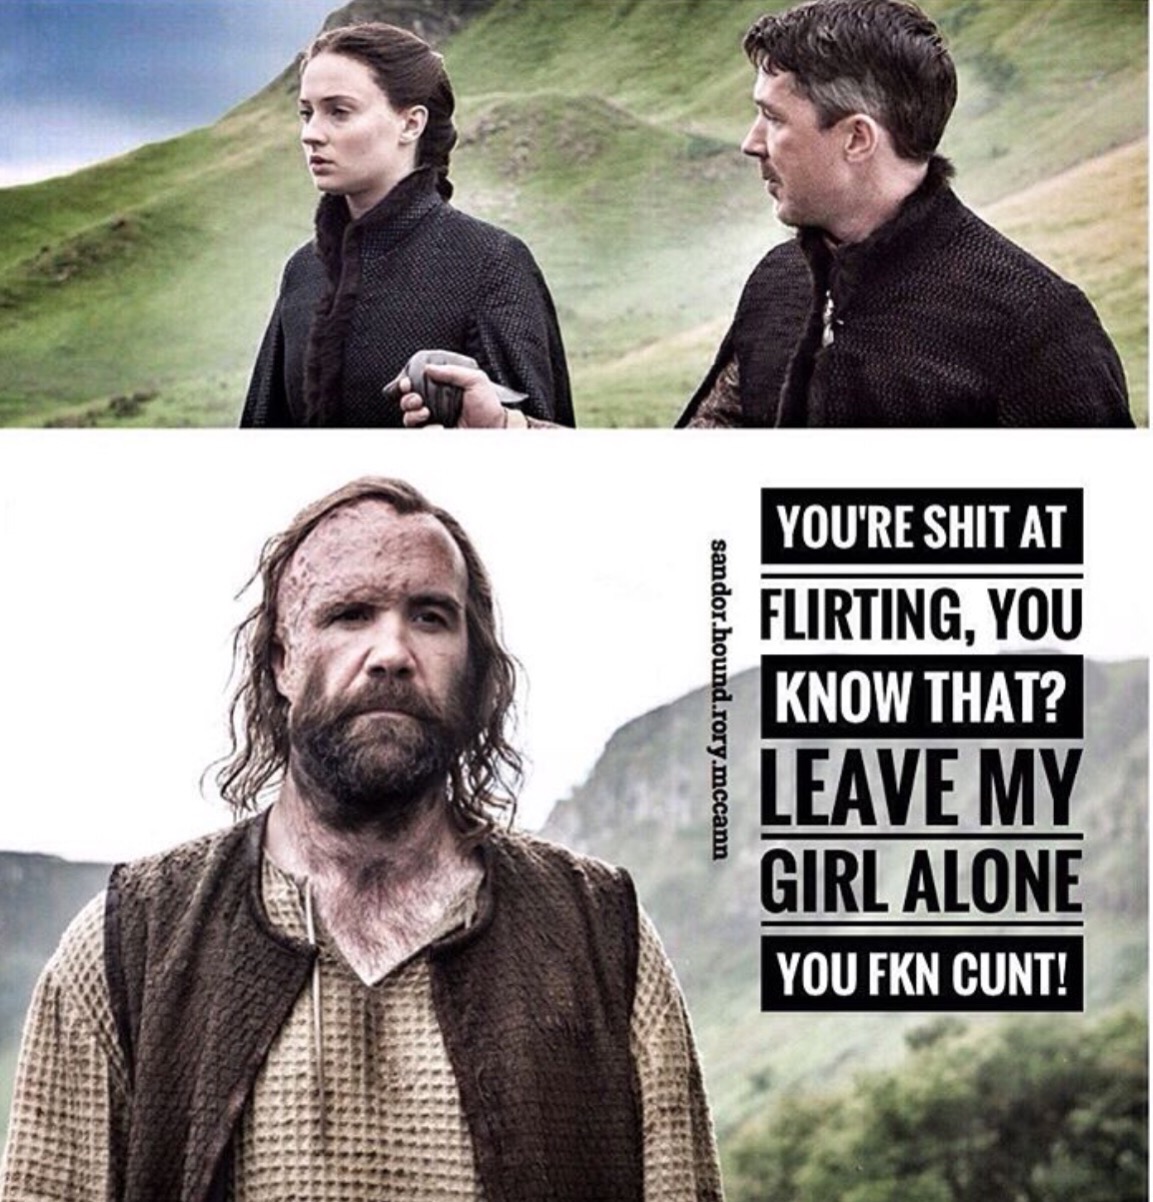 YOU'RE SHIT AT
FLIRTING, YOU
KNOW THAT?
LEAVE MY
GIRL ALONE
YOU FKN CUNT!
sandor.hound.rory.mccann